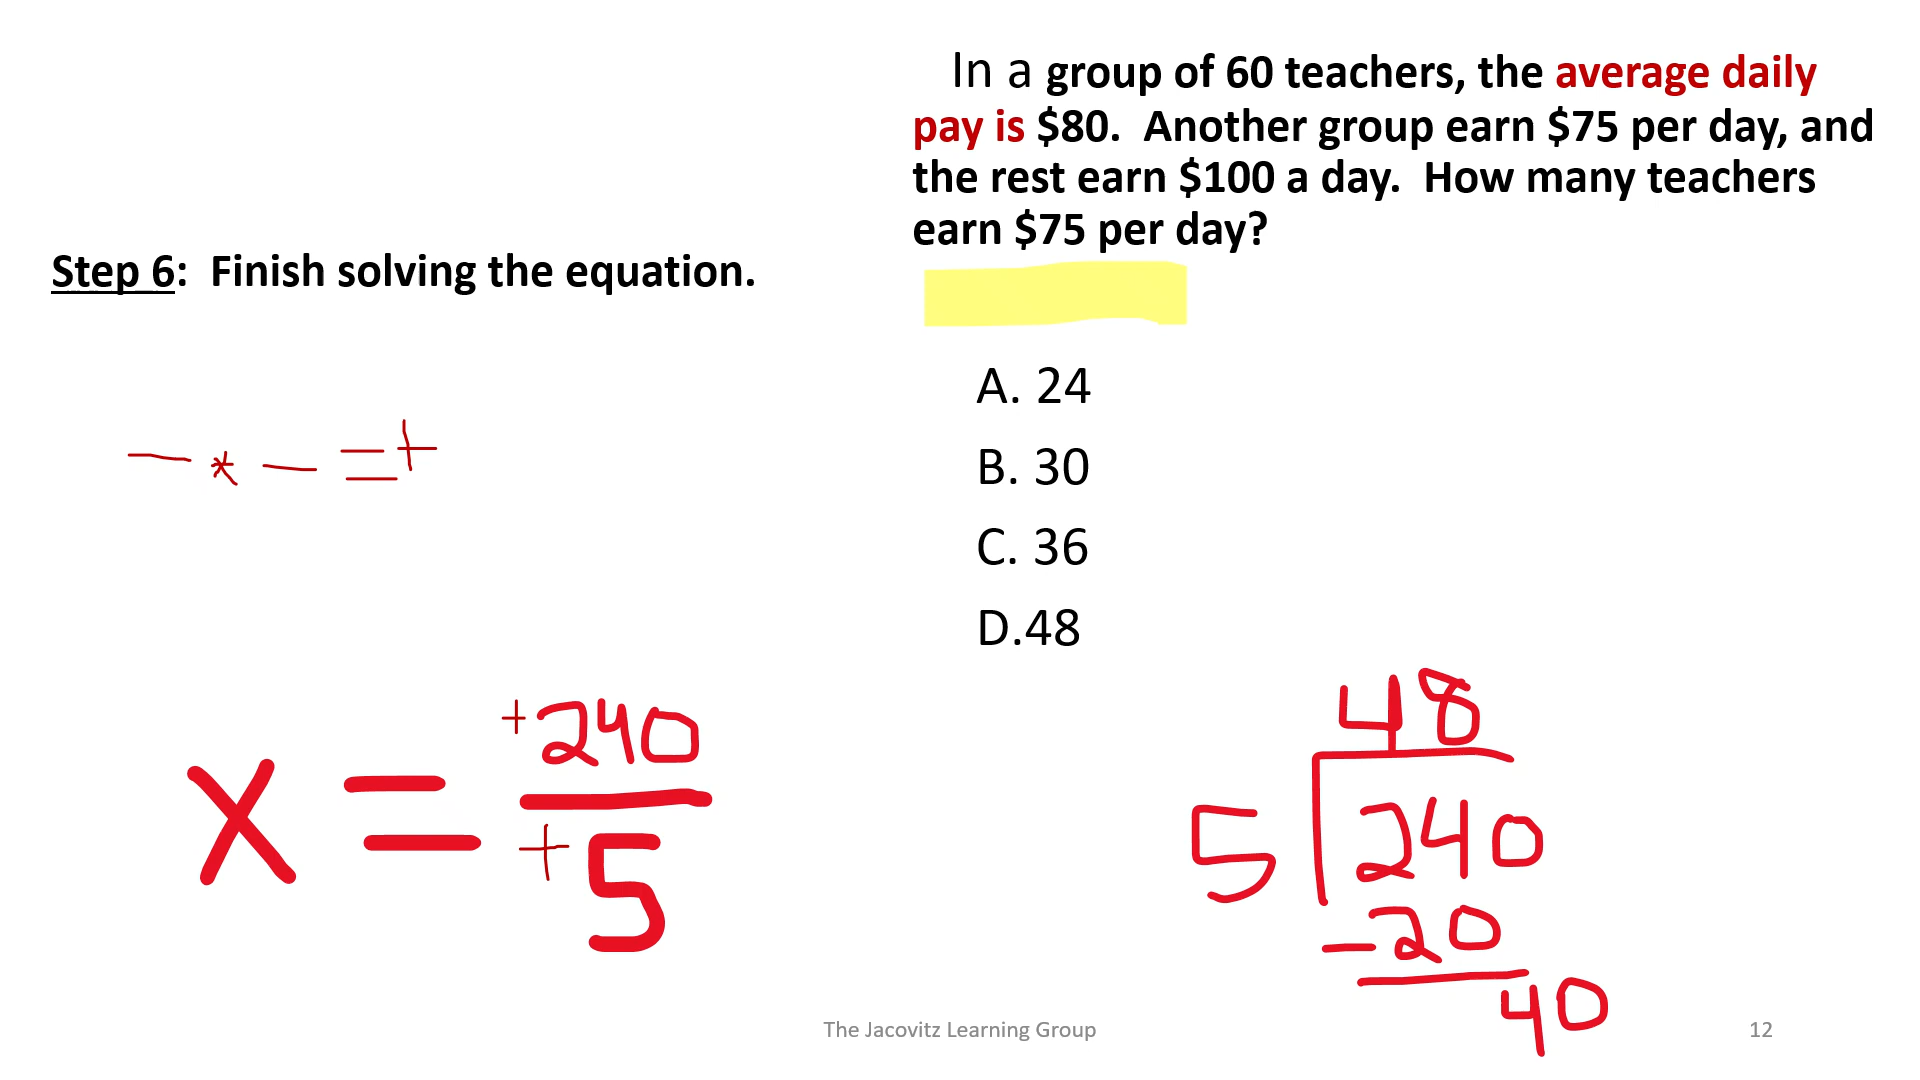 In a group of 60 teachers, the average daily
pay is $80. Another group earn $75 per day, and
the rest earn $100 a day. How many teachers
earn $75 per day?
Step 6: Finish solving the equation.
A. 24
B. 30
C. 36
D.48
- * - = +
x = +240
+5
48
5 240
-20
40
The Jacovitz Learning Group
12